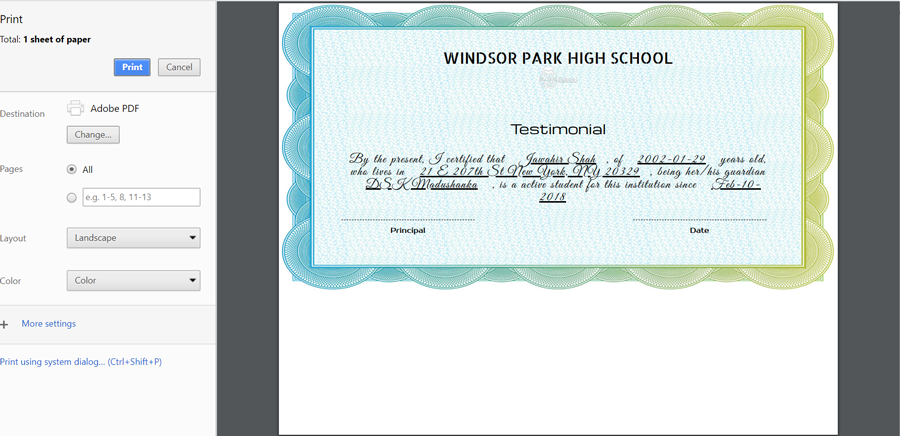 Print
Total: 1 sheet of paper
Print Cancel
Destination Adobe PDF
Change...
Pages All
e.g. 1-5, 8, 11-13
Layout Landscape
Color Color
+ More settings
Print using system dialog... (Ctrl+Shift+P)
WINDSOR PARK HIGH SCHOOL
Testimonial
By the present, I certified that Jawahir Shah , of 2002-01-29 years old,
who lives in 21 E 207th St New York, NY 20329 , being her/his guardian
D S K Madushanka , is a active student for this institution since Feb-10-
2018
Principal Date